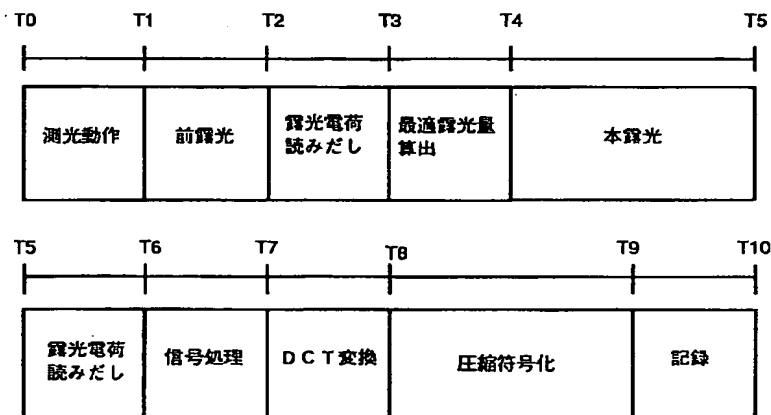 T0 T1 T2 T3 T4 T5
測光動作
前露光
露光電荷
読みだし
最適露光量
算出
本露光
T5 T6 T7 T8 T9 T10
露光電荷
読みだし
信号処理
DCT変換
圧縮符号化
記録